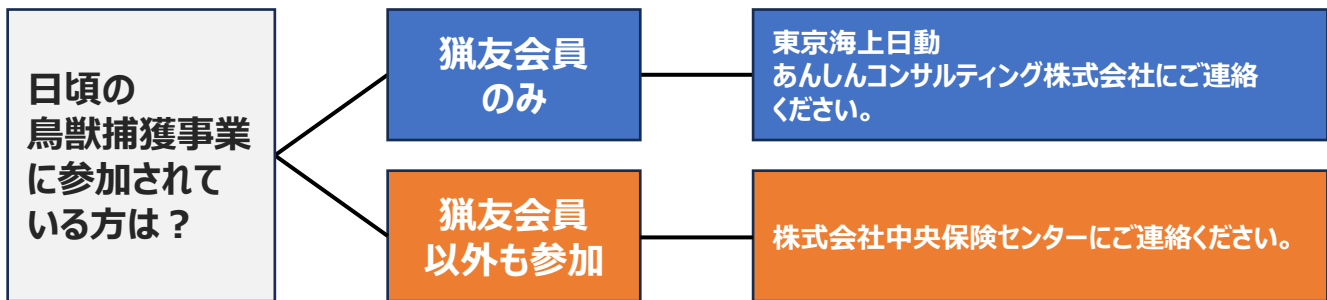 日頃の
鳥獣捕獲事業
に参加されて
いる方は？
猟友会員
のみ
東京海上日動
あんしんコンサルティング株式会社にご連絡
ください。
猟友会員
以外も参加
株式会社中央保険センターにご連絡ください。